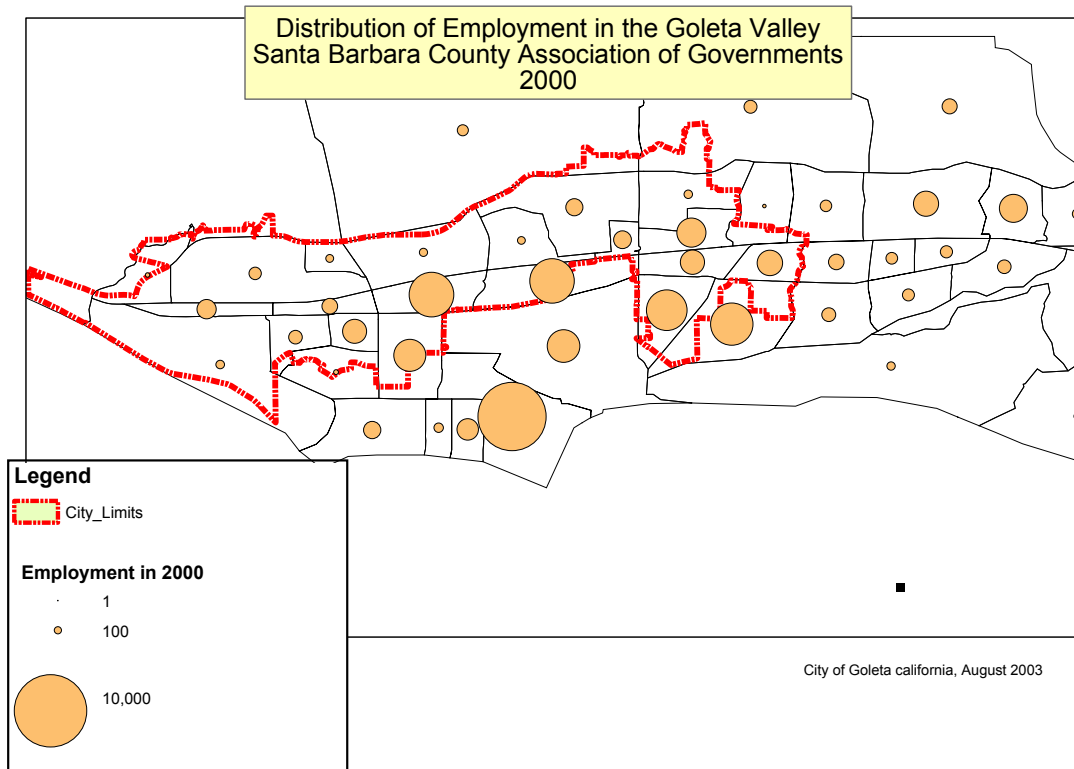 Distribution of Employment in the Goleta Valley
Santa Barbara County Association of Governments
2000
Legend
City_Limits
Employment in 2000
1
100
10,000
City of Goleta california, August 2003